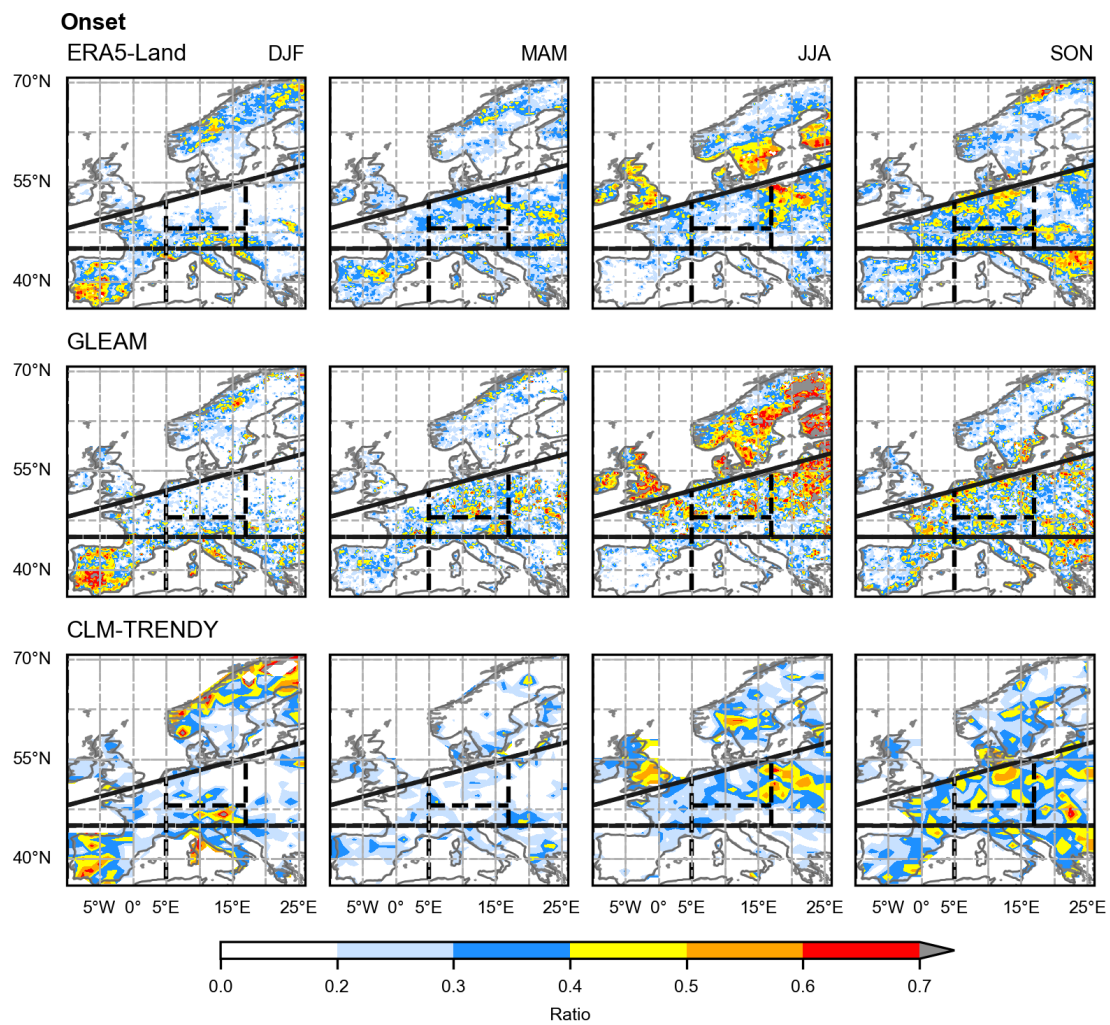 Onset
ERA5-Land DJF MAM JJA SON
70°N
55°N
40°N
GLEAM
70°N
55°N
40°N
CLM-TRENDY
70°N
55°N
40°N
5°W 0° 5°E 15°E 25°E 5°W 0° 5°E 15°E 25°E 5°W 0° 5°E 15°E 25°E 5°W 0° 5°E 15°E 25°E
0.0 0.2 0.3 0.4 0.5 0.6 0.7
Ratio